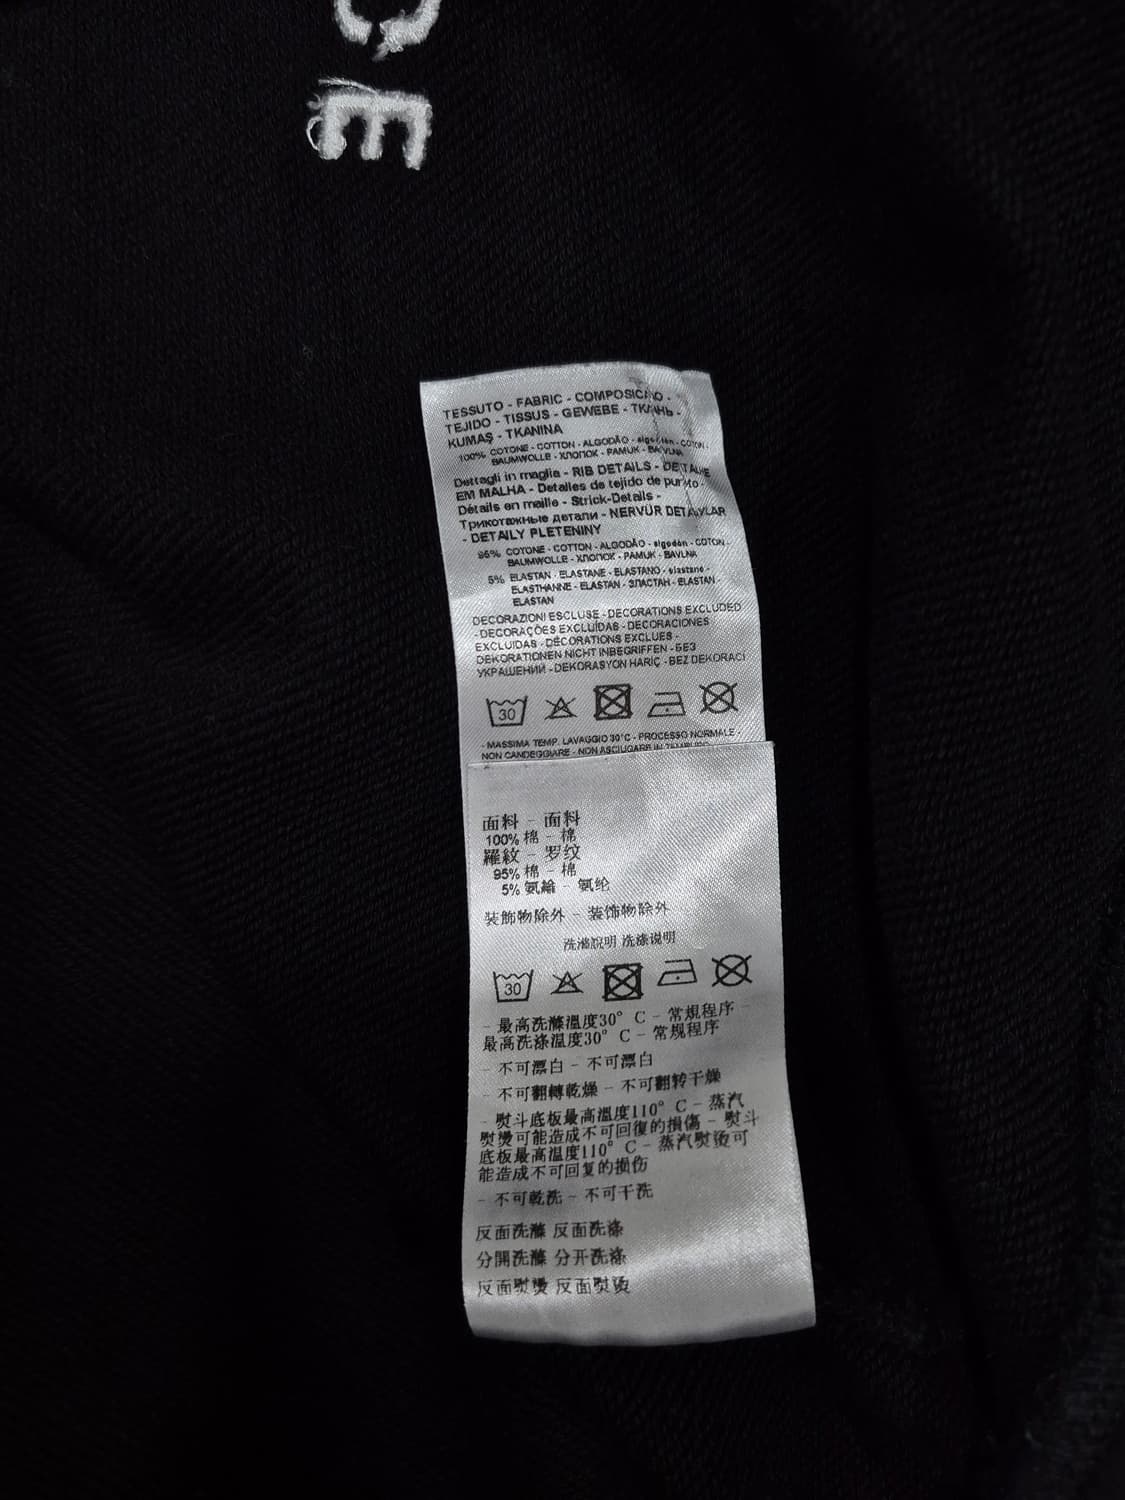 CE
TESSUTO - FABRIC - COMPOSICAO -
TEJIDO - TISSUS - GEWEBE - ТКАНЬ -
KUMAŞ - TKANINA
100% COTONE - COTTON - ALGODÃO - algodón - COTON -
BAUMWOLLE - ХЛОПОК - PAMUK - BAVLNA
Dettagli in maglia - RIB DETAILS - DETALHE
EM MALHA - Detalles de tejido de punto -
Détails en maille - Strick-Details -
Трикотажные детали - NERVÜR DETAYLAR
- DETAILY PLETENINY
95% COTONE - COTTON - ALGODÃO - algodón - COTON -
BAUMWOLLE - ХЛОПОК - PAMUK - BAVLNA
5% ELASTAN - ELASTANE - ELASTANO - elastano -
ELASTHANNE - ELASTAN - ЭЛАСТАН - ELASTAN -
ELASTAN
DECORAZIONI ESCLUSE - DECORATIONS EXCLUDED
- DECORAÇÕES EXCLUÍDAS - DECORACIONES
EXCLUIDAS - DÉCORATIONS EXCLUES -
DEKORATIONEN NICHT INBEGRIFFEN - БЕЗ
УКРАШЕНИЙ - DEKORASYON HARİÇ - BEZ DEKORACÍ
30
- MASSIMA TEMP. LAVAGGIO 30°C - PROCESSO NORMALE -
NON CANDEGGIARE - NON ASCIUGARE IN TAMBURO
面料 - 面料
100% 棉 - 棉
羅紋 - 罗纹
95% 棉 - 棉
5% 氨綸 - 氨纶
装飾物除外 - 装饰物除外
洗滌説明 洗涤说明
30
- 最高洗滌溫度30° C - 常規程序 -
最高洗涤温度30° C - 常规程序
- 不可漂白 - 不可漂白
- 不可翻轉乾燥 - 不可翻转干燥
- 熨斗底板最高溫度110° C - 蒸汽
熨燙可能造成不可回復的損傷 - 熨斗
底板最高温度110° C - 蒸汽熨烫可
能造成不可回复的损伤
- 不可乾洗 - 不可干洗
反面洗滌 反面洗涤
分開洗滌 分开洗涤
反面熨燙 反面熨烫